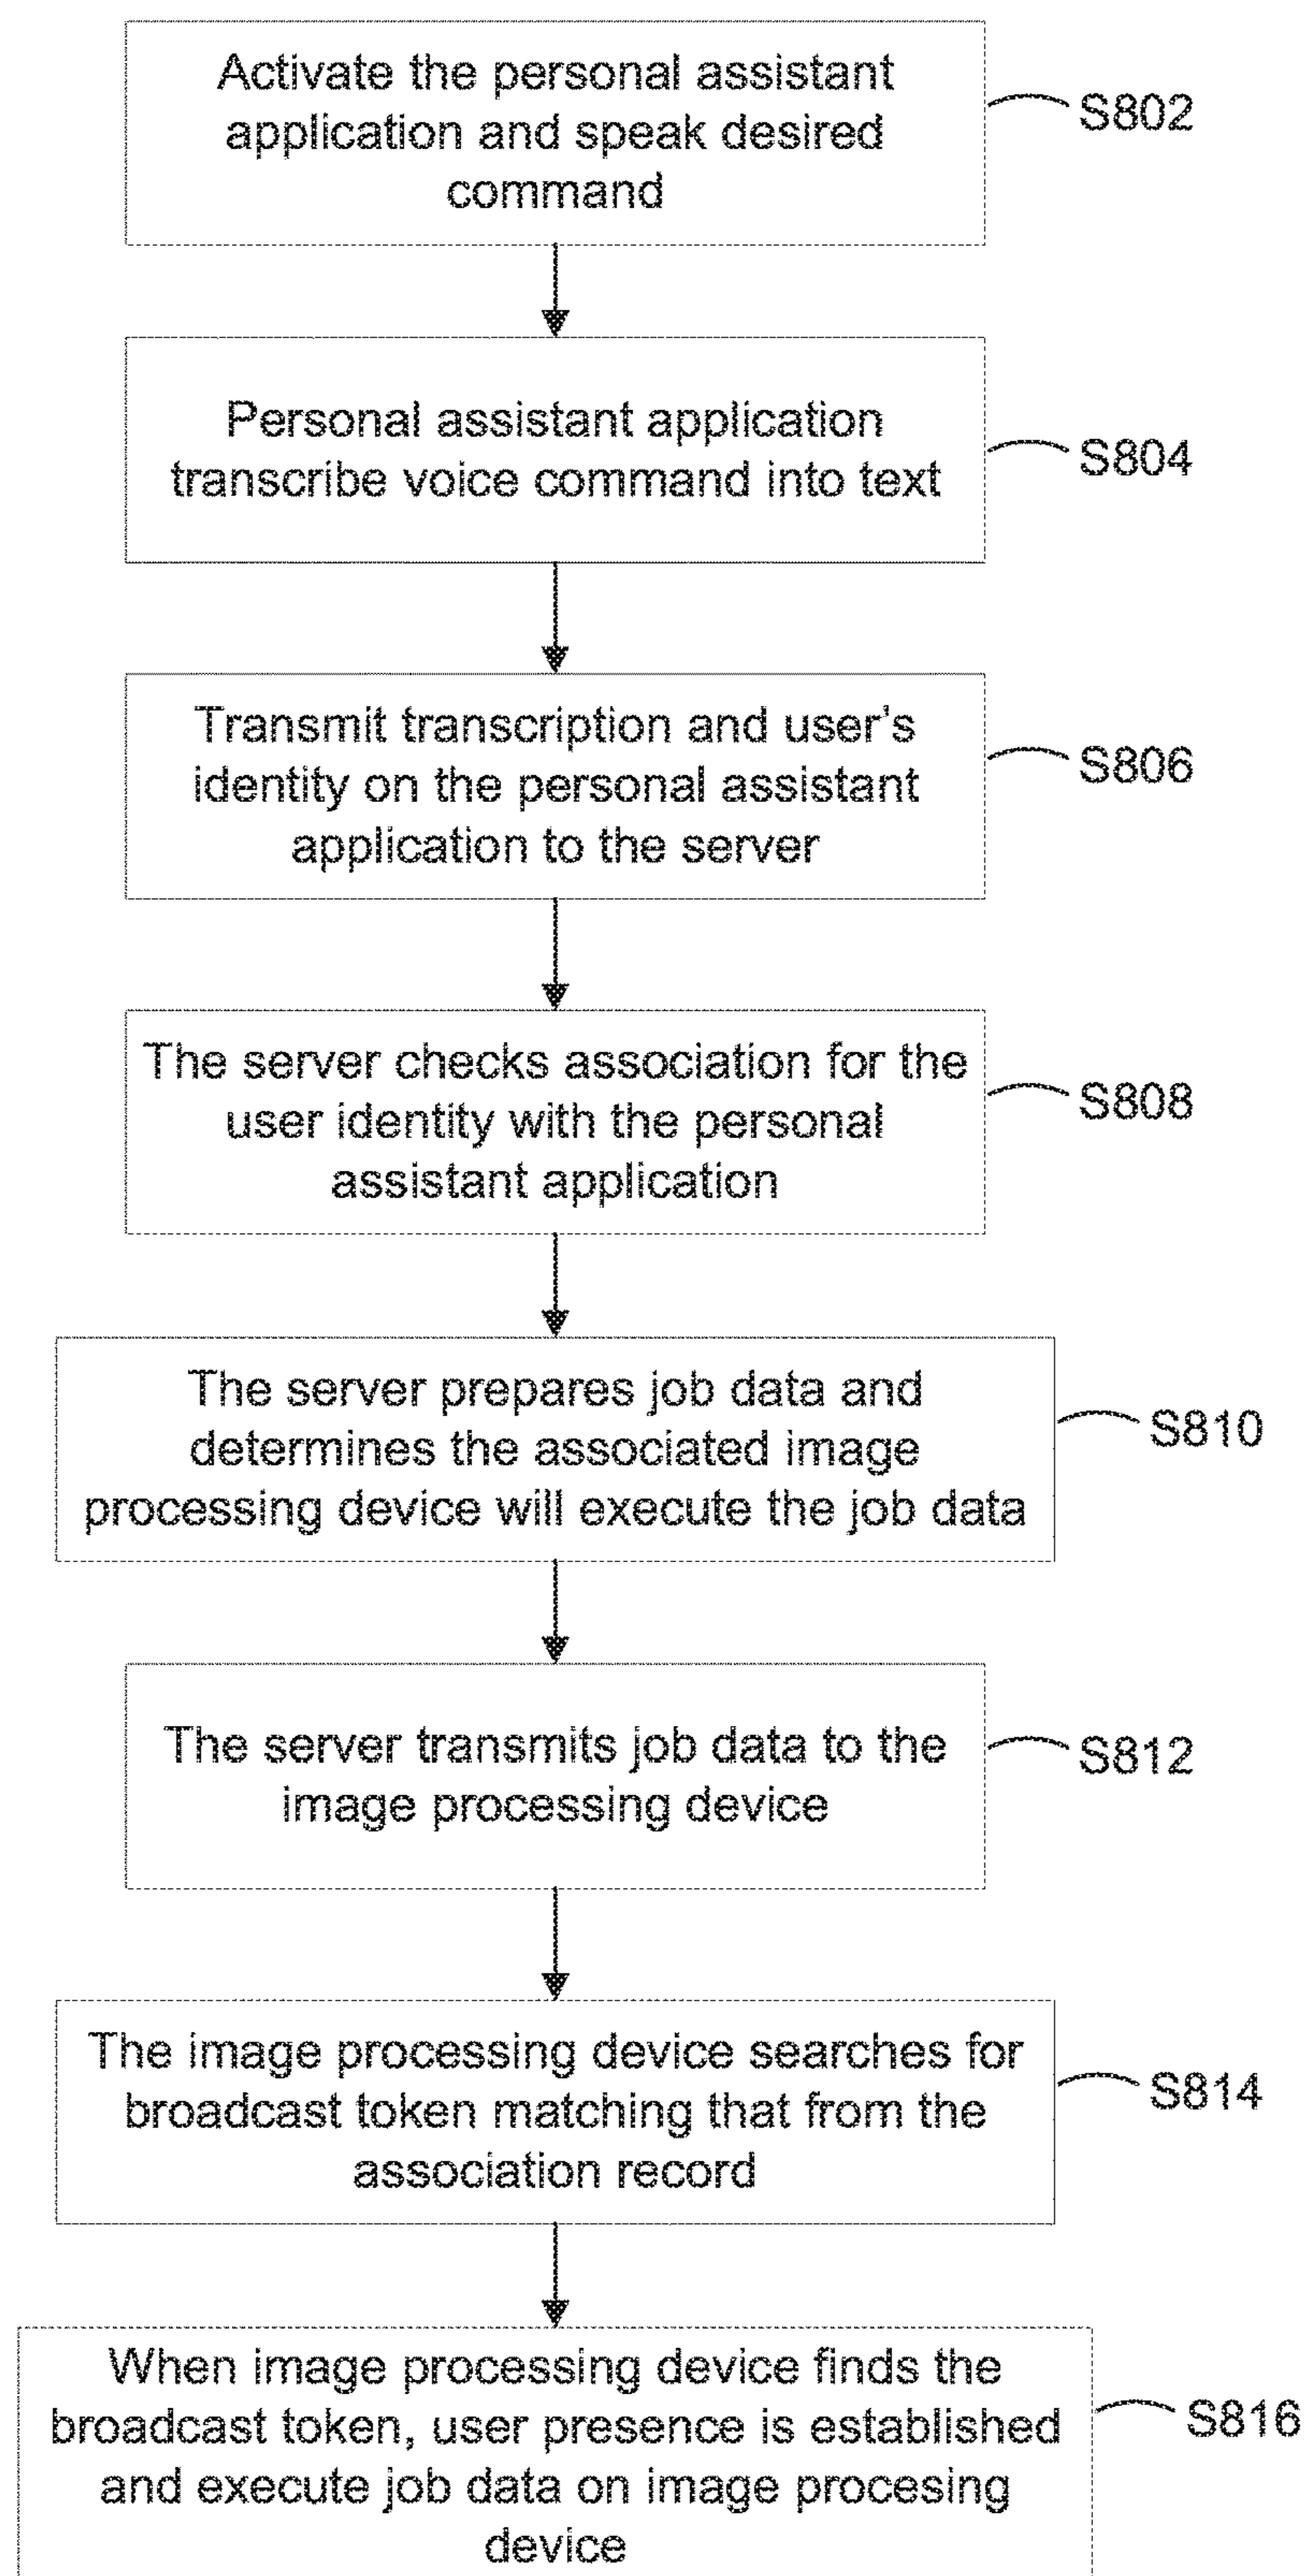 Activate the personal assistant
application and speak desired
command
S802
Personal assistant application
transcribe voice command into text
S804
Transmit transcription and user's
identity on the personal assistant
application to the server
S806
The server checks association for the
user identity with the personal
assistant application
S808
The server prepares job data and
determines the associated image
processing device will execute the job data
S810
The server transmits job data to the
image processing device
S812
The image processing device searches for
broadcast token matching that from the
association record
S814
When image processing device finds the
broadcast token, user presence is established
and execute job data on image procesing
device
S816